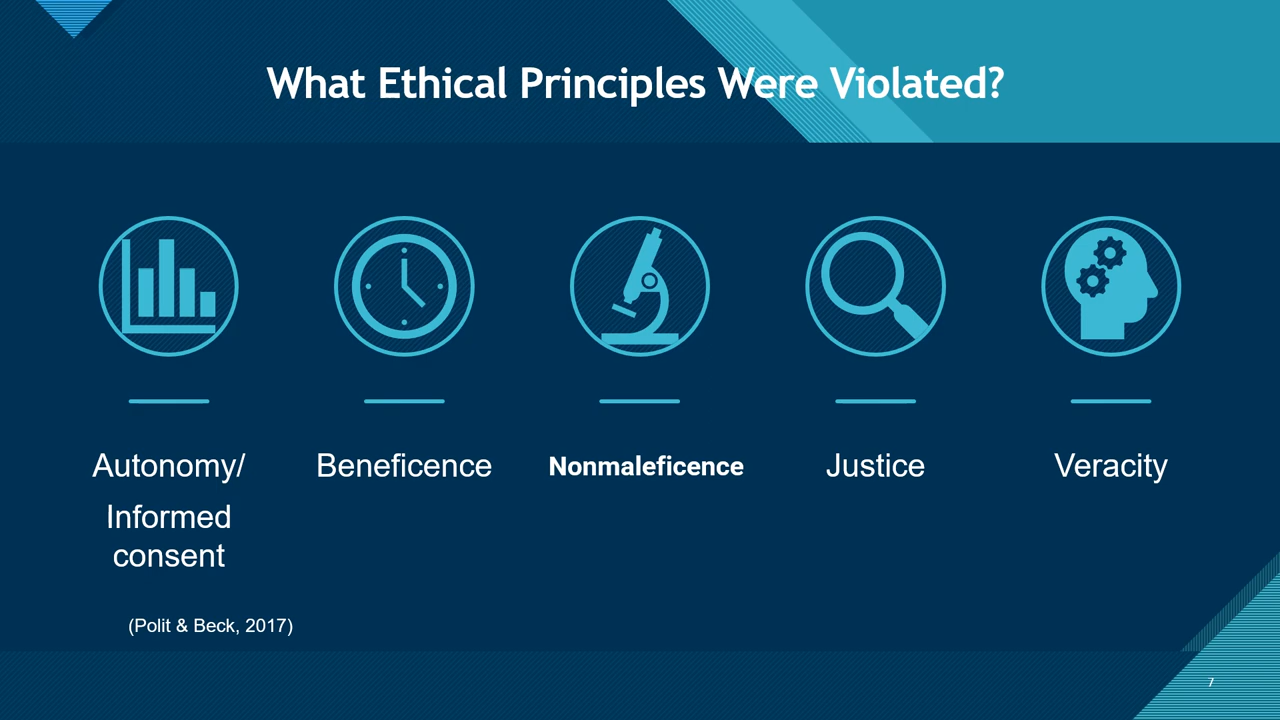 What Ethical Principles Were Violated?
Autonomy/
Informed
consent
Beneficence
Nonmaleficence
Justice
Veracity
(Polit & Beck, 2017)
7